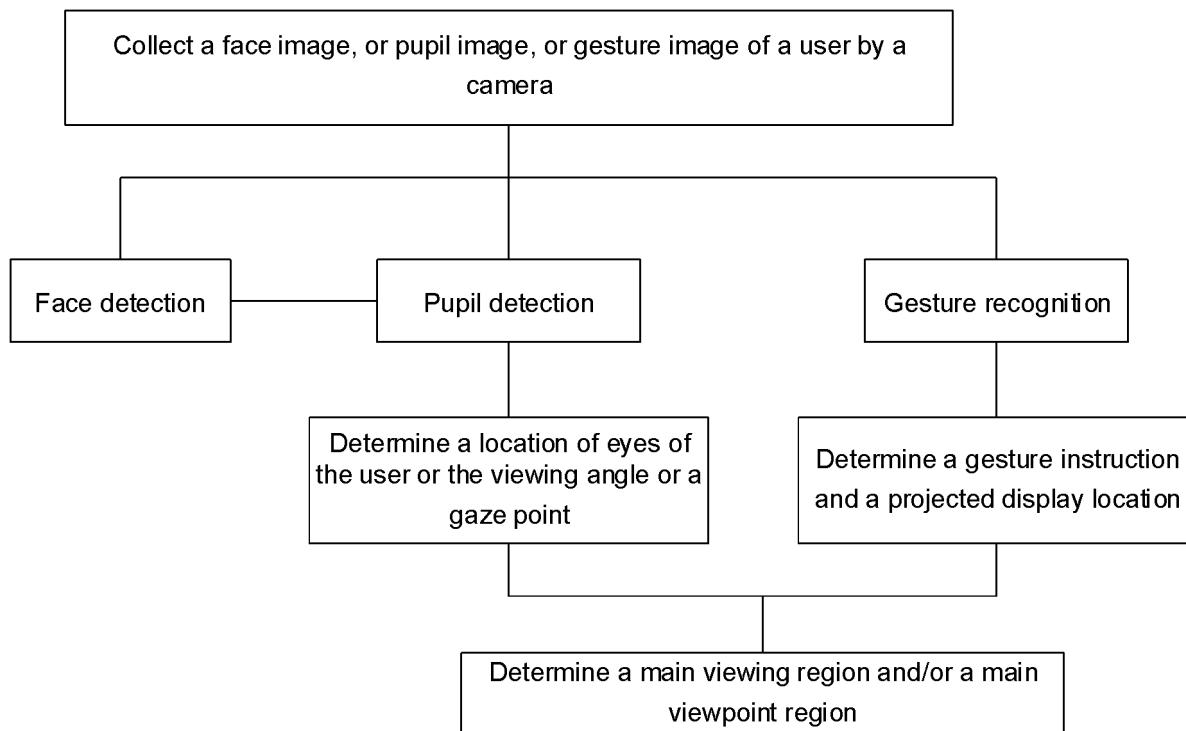 Collect a face image, or pupil image, or gesture image of a user by a
camera
Face detection
Pupil detection
Gesture recognition
Determine a location of eyes of
the user or the viewing angle or a
gaze point
Determine a gesture instruction
and a projected display location
Determine a main viewing region and/or a main
viewpoint region